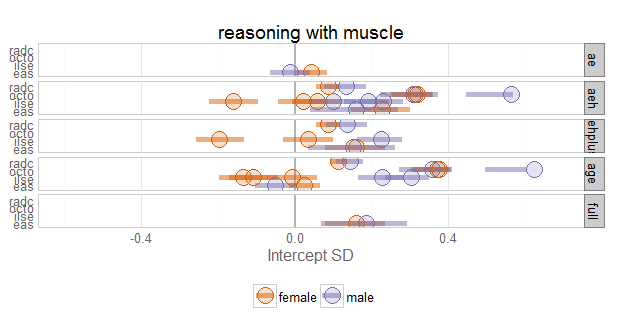 reasoning with muscle
radc
octo
ilse
eas
ae
radc
octo
ilse
eas
aeh
radc
octo
ilse
eas
ehplus
radc
octo
ilse
eas
age
radc
octo
ilse
eas
full
-0.4 0.0 0.4
Intercept SD
female male